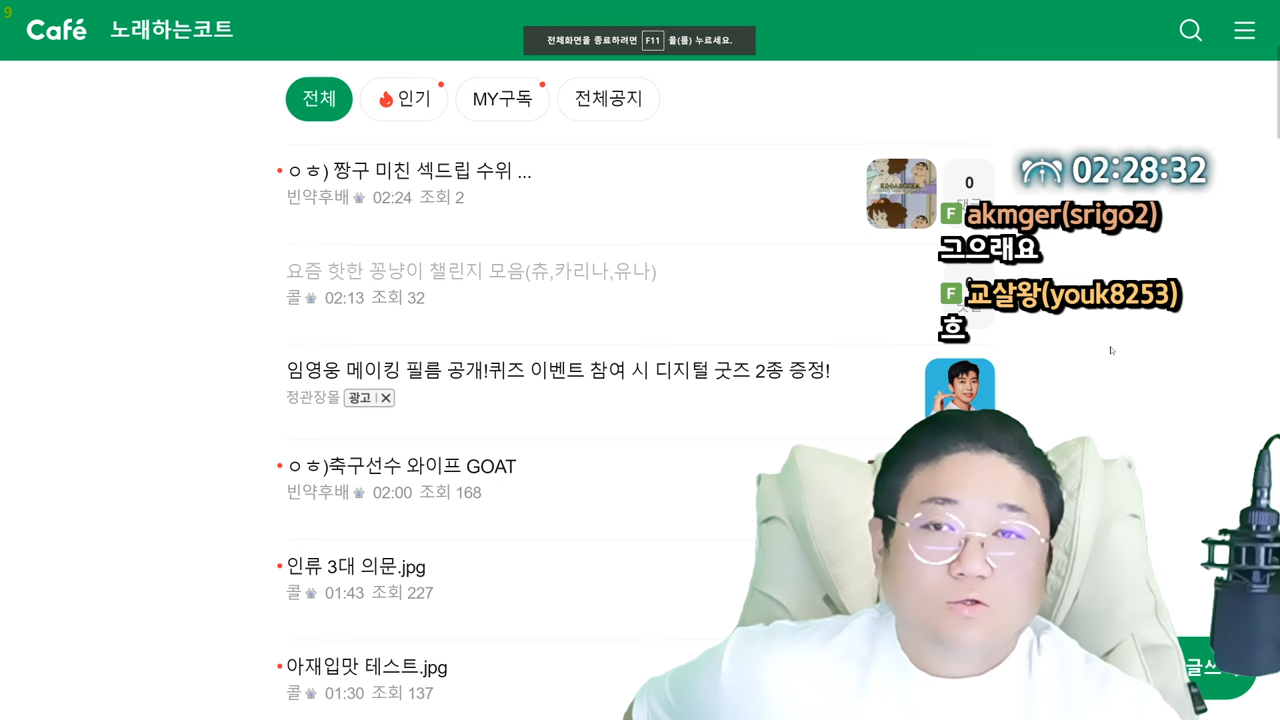 9
Café 노래하는코트
전체화면을 종료하려면 F11 을(를) 누르세요.
전체 인기 MY구독 전체공지
ㅇㅎ) 짱구 미친 섹드립 수위 ...
빈약후배 02:24 조회 2
0
요즘 핫한 꽁냥이 챌린지 모음(츄,카리나,유나)
콜 02:13 조회 32
임영웅 메이킹 필름 공개!퀴즈 이벤트 참여 시 디지털 굿즈 2종 증정!
정관장몰 광고 X
ㅇㅎ)축구선수 와이프 GOAT
빈약후배 02:00 조회 168
인류 3대 의문.jpg
콜 01:43 조회 227
아재입맛 테스트.jpg
콜 01:30 조회 137
02:28:32
F akmger(srigo2)
그으래요
F 교살왕(youk8253)
흐